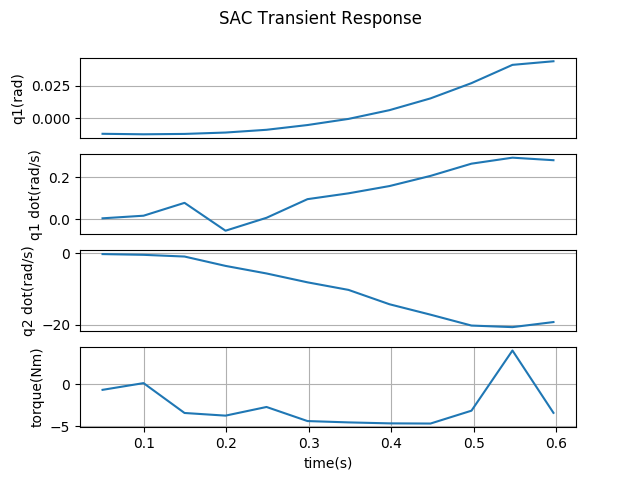 SAC Transient Response
q1(rad)
0.025
0.000
q1 dot(rad/s)
0.2
0.0
q2 dot(rad/s)
0
−20
torque(Nm)
0
−5
0.1 0.2 0.3 0.4 0.5 0.6
time(s)